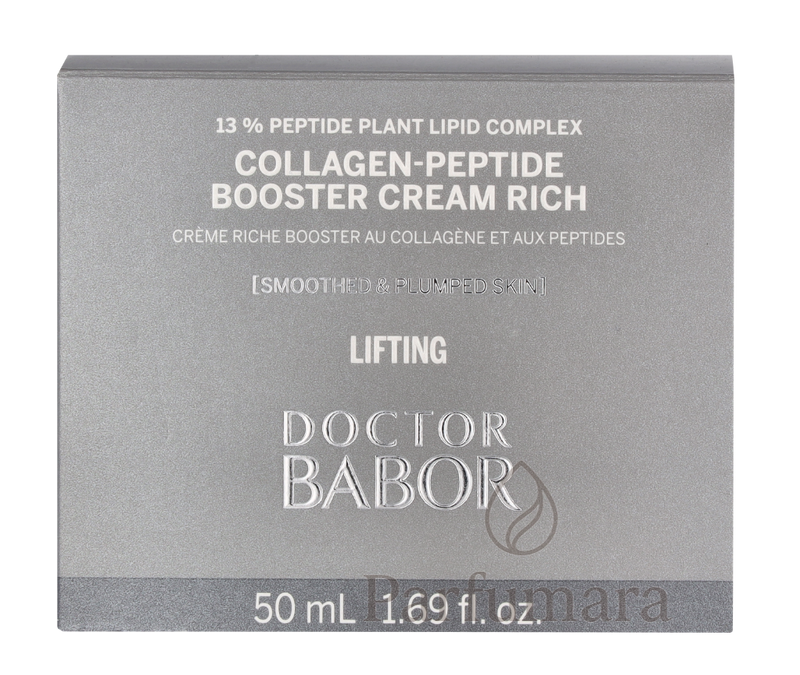 13 % PEPTIDE PLANT LIPID COMPLEX
COLLAGEN-PEPTIDE
BOOSTER CREAM RICH
CRÈME RICHE BOOSTER AU COLLAGÈNE ET AUX PEPTIDES
[SMOOTHED & PLUMPED SKIN]
LIFTING
DOCTOR
BABOR
50 mL 1.69 fl. oz.
Parfumara